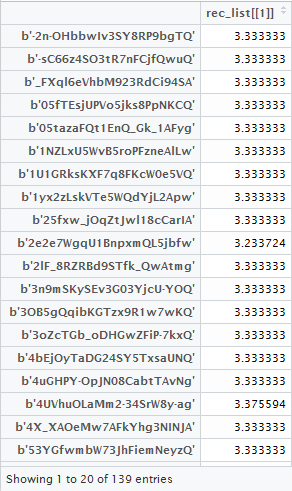 rec_list[[1]]
b'-2n-OHbbwIv3SY8RP9bgTQ' 3.333333
b'-sC66z4SO3tR7nFCjfQwuQ' 3.333333
b'_FXql6eVhbM923RdCi94SA' 3.333333
b'05fTEsjUPVo5jks8PpNKCQ' 3.333333
b'05tazaFQt1EnQ_Gk_1AFyg' 3.333333
b'1NZLxU5WvB5roPFzneAlLw' 3.333333
b'1U1GRksKXF7q8FKcW0e5VQ' 3.333333
b'1yx2zLskVTe5WQdYjL2Apw' 3.333333
b'25fxw_jOqZtJwl18cCarIA' 3.333333
b'2e2e7WgqU1BnpxmQL5jbfw' 3.233724
b'2lF_8RZRBd9STfk_QwAtmg' 3.333333
b'3n9mSKySEv3G03YjcU-YOQ' 3.333333
b'3OB5gQqibKGTzx9R1w7wKQ' 3.333333
b'3oZcTGb_oDHGwZFiP-7kxQ' 3.333333
b'4bEjOyTaDG24SY5TxsaUNQ' 3.333333
b'4uGHPY-OpJN08CabtTAvNg' 3.333333
b'4UVhuOLaMm2-34SrW8y-ag' 3.375594
b'4X_XAOeMw7AFkYhg3NINJA' 3.333333
b'53YGfwmbW73JhFiemNeyzQ' 3.333333
Showing 1 to 20 of 139 entries